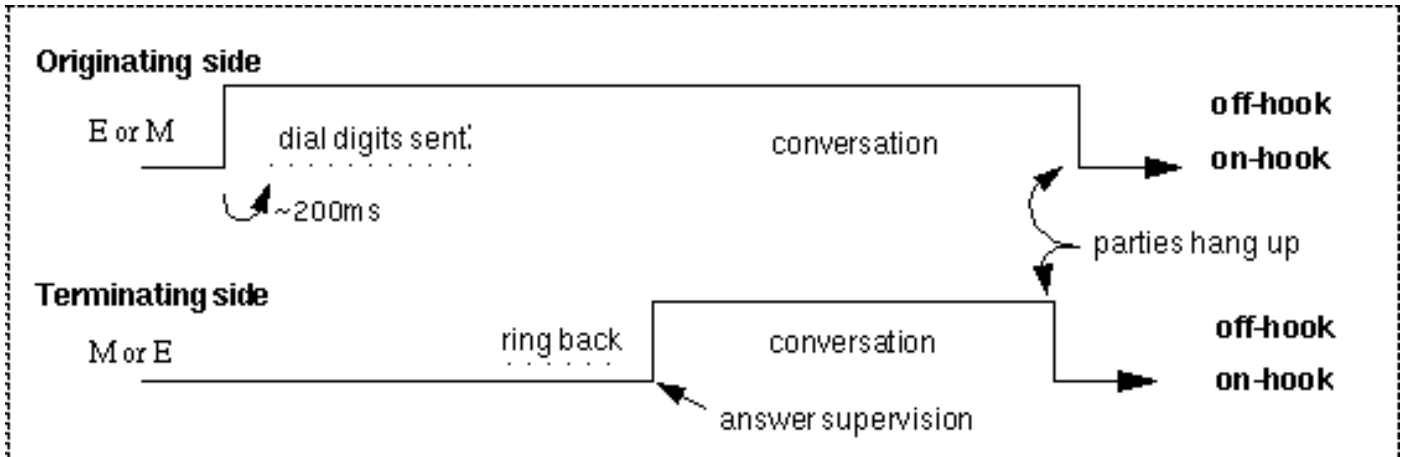 Originating side
E or M
dial digits sent.
conversation
off-hook
on-hook
~200ms
parties hang up
Terminating side
M or E
ring back
conversation
off-hook
on-hook
answer supervision